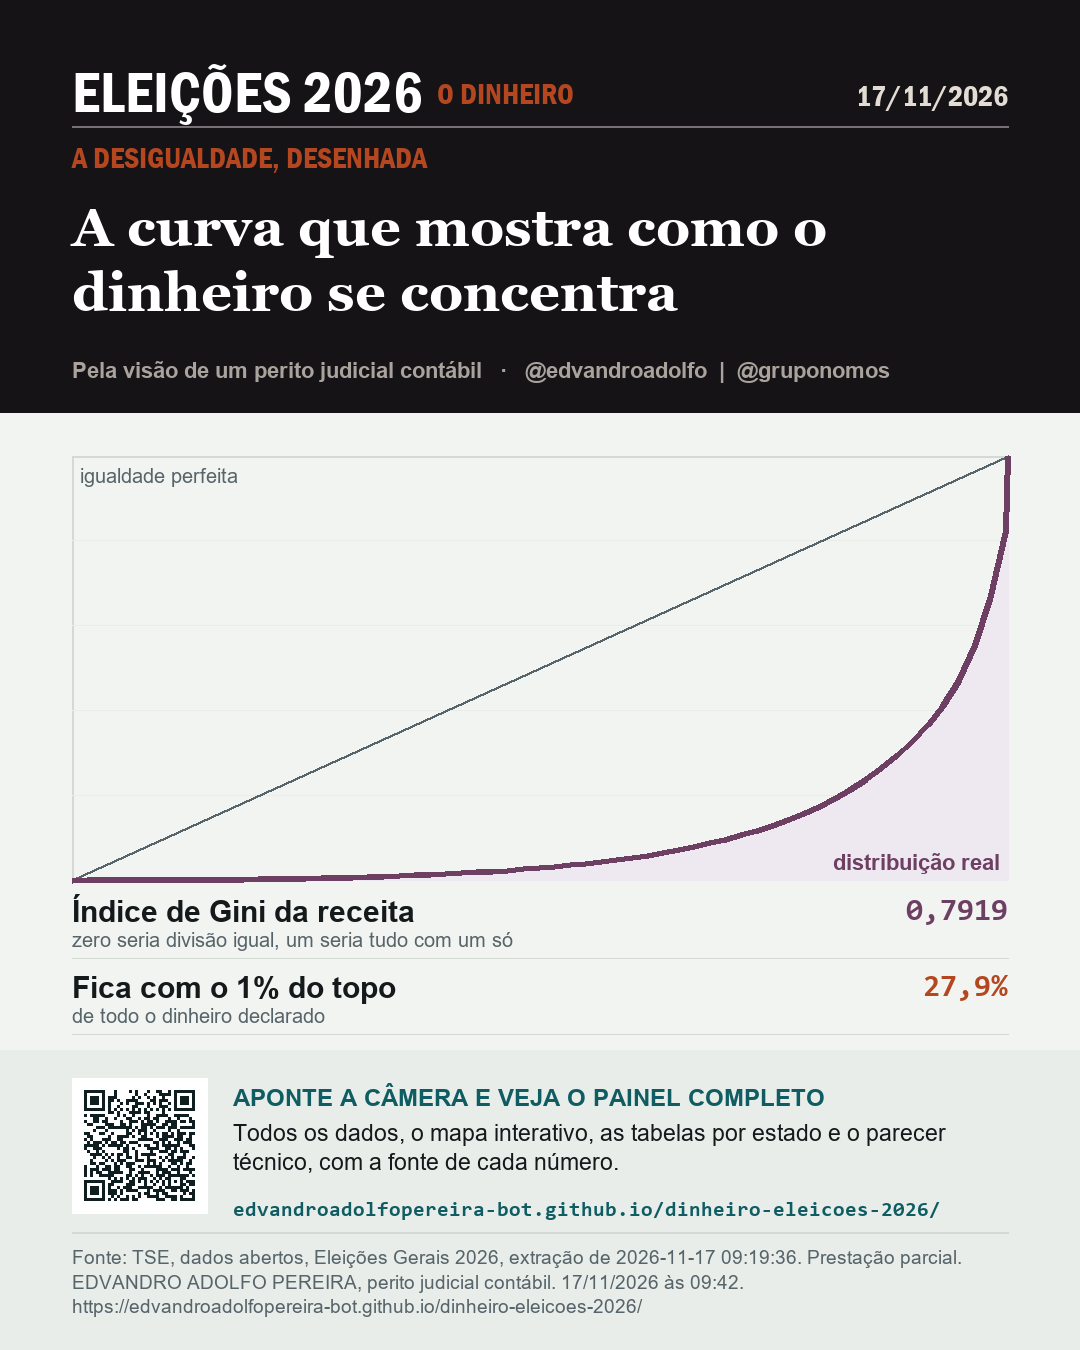 ELEIÇÕES 2026 O DINHEIRO 17/11/2026
A DESIGUALDADE, DESENHADA
A curva que mostra como o
dinheiro se concentra
Pela visão de um perito judicial contábil · @edvandroadolfo | @gruponomos
igualdade perfeita
distribuição real
Índice de Gini da receita 0,7919
zero seria divisão igual, um seria tudo com um só
Fica com o 1% do topo 27,9%
de todo o dinheiro declarado
APONTE A CÂMERA E VEJA O PAINEL COMPLETO
Todos os dados, o mapa interativo, as tabelas por estado e o parecer
técnico, com a fonte de cada número.
edvandroadolfopereira-bot.github.io/dinheiro-eleicoes-2026/
Fonte: TSE, dados abertos, Eleições Gerais 2026, extração de 2026-11-17 09:19:36. Prestação parcial.
EDVANDRO ADOLFO PEREIRA, perito judicial contábil. 17/11/2026 às 09:42.
https://edvandroadolfopereira-bot.github.io/dinheiro-eleicoes-2026/